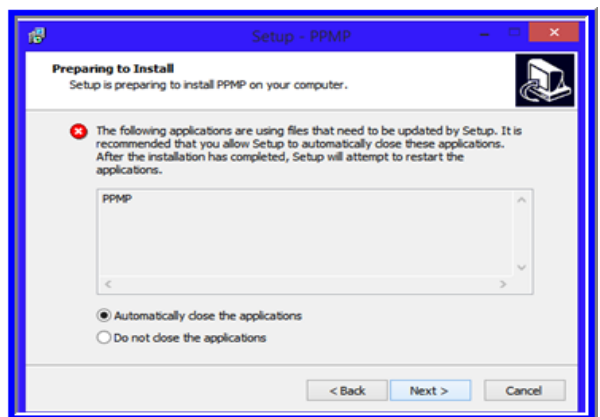 Setup - PPMP
Preparing to Install
Setup is preparing to install PPMP on your computer.
The following applications are using files that need to be updated by Setup. It is
recommended that you allow Setup to automatically close these applications.
After the installation has completed, Setup will attempt to restart the
applications.
PPMP
Automatically close the applications
Do not close the applications
< Back
Next >
Cancel